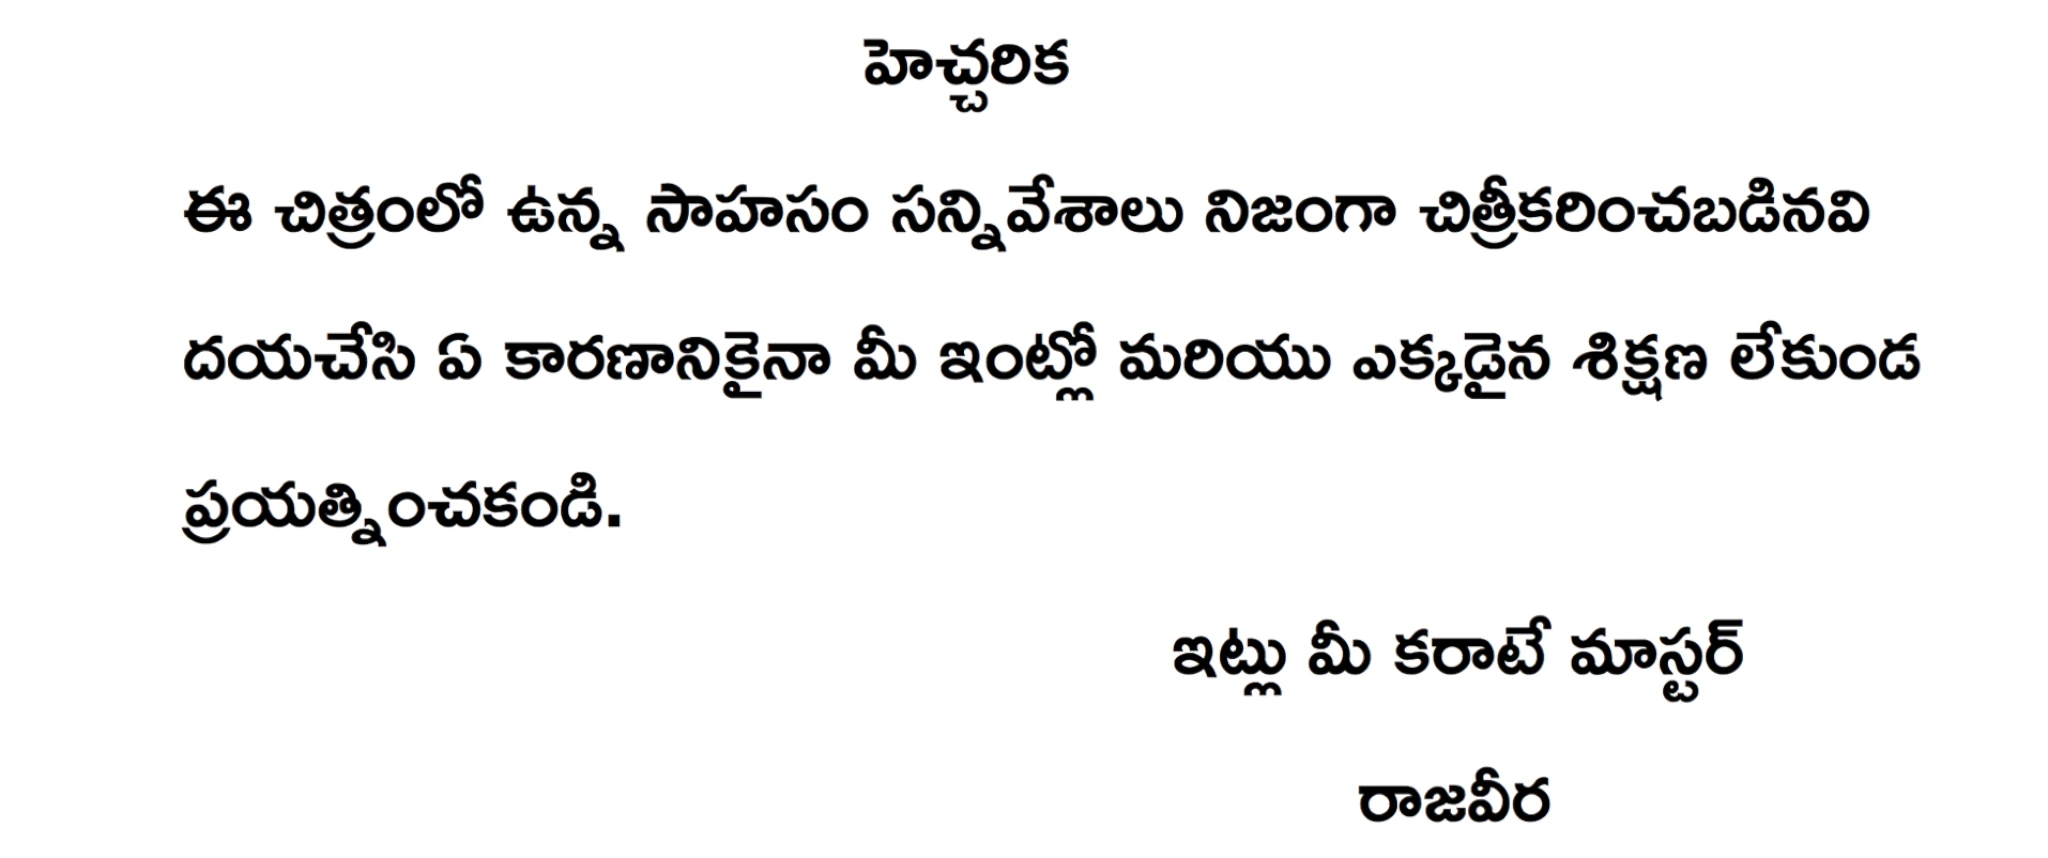 హెచ్చరిక
ఈ చిత్రంలో ఉన్న సాహసం సన్నివేశాలు నిజంగా చిత్రీకరించబడినవి
దయచేసి ఏ కారణానికైనా మీ ఇంట్లో మరియు ఎక్కడైన శిక్షణ లేకుండ
ప్రయత్నించకండి.
ఇట్లు మీ కరాటే మాస్టర్
రాజవీర